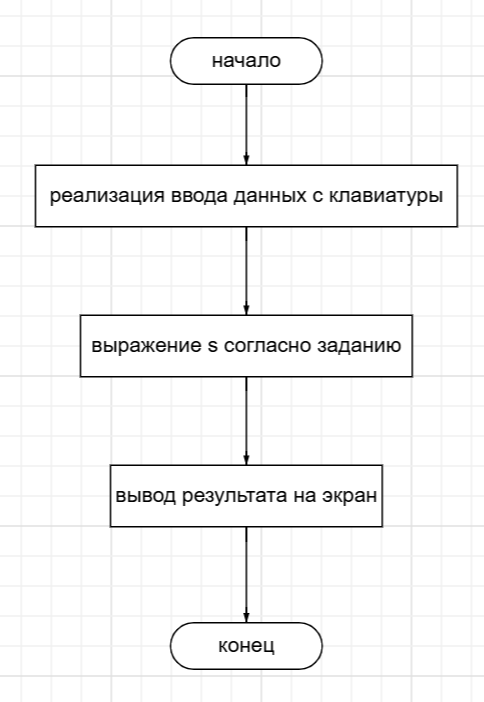 начало
реализация ввода данных с клавиатуры
выражение s согласно заданию
вывод результата на экран
конец